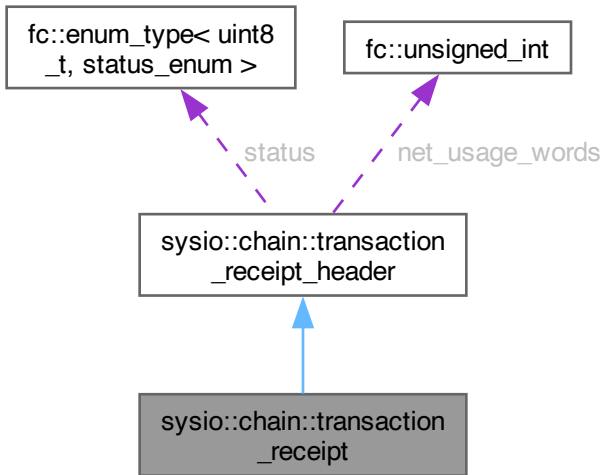 fc::enum_type< uint8
_t, status_enum >
fc::unsigned_int
status
net_usage_words
sysio::chain::transaction
_receipt_header
sysio::chain::transaction
_receipt